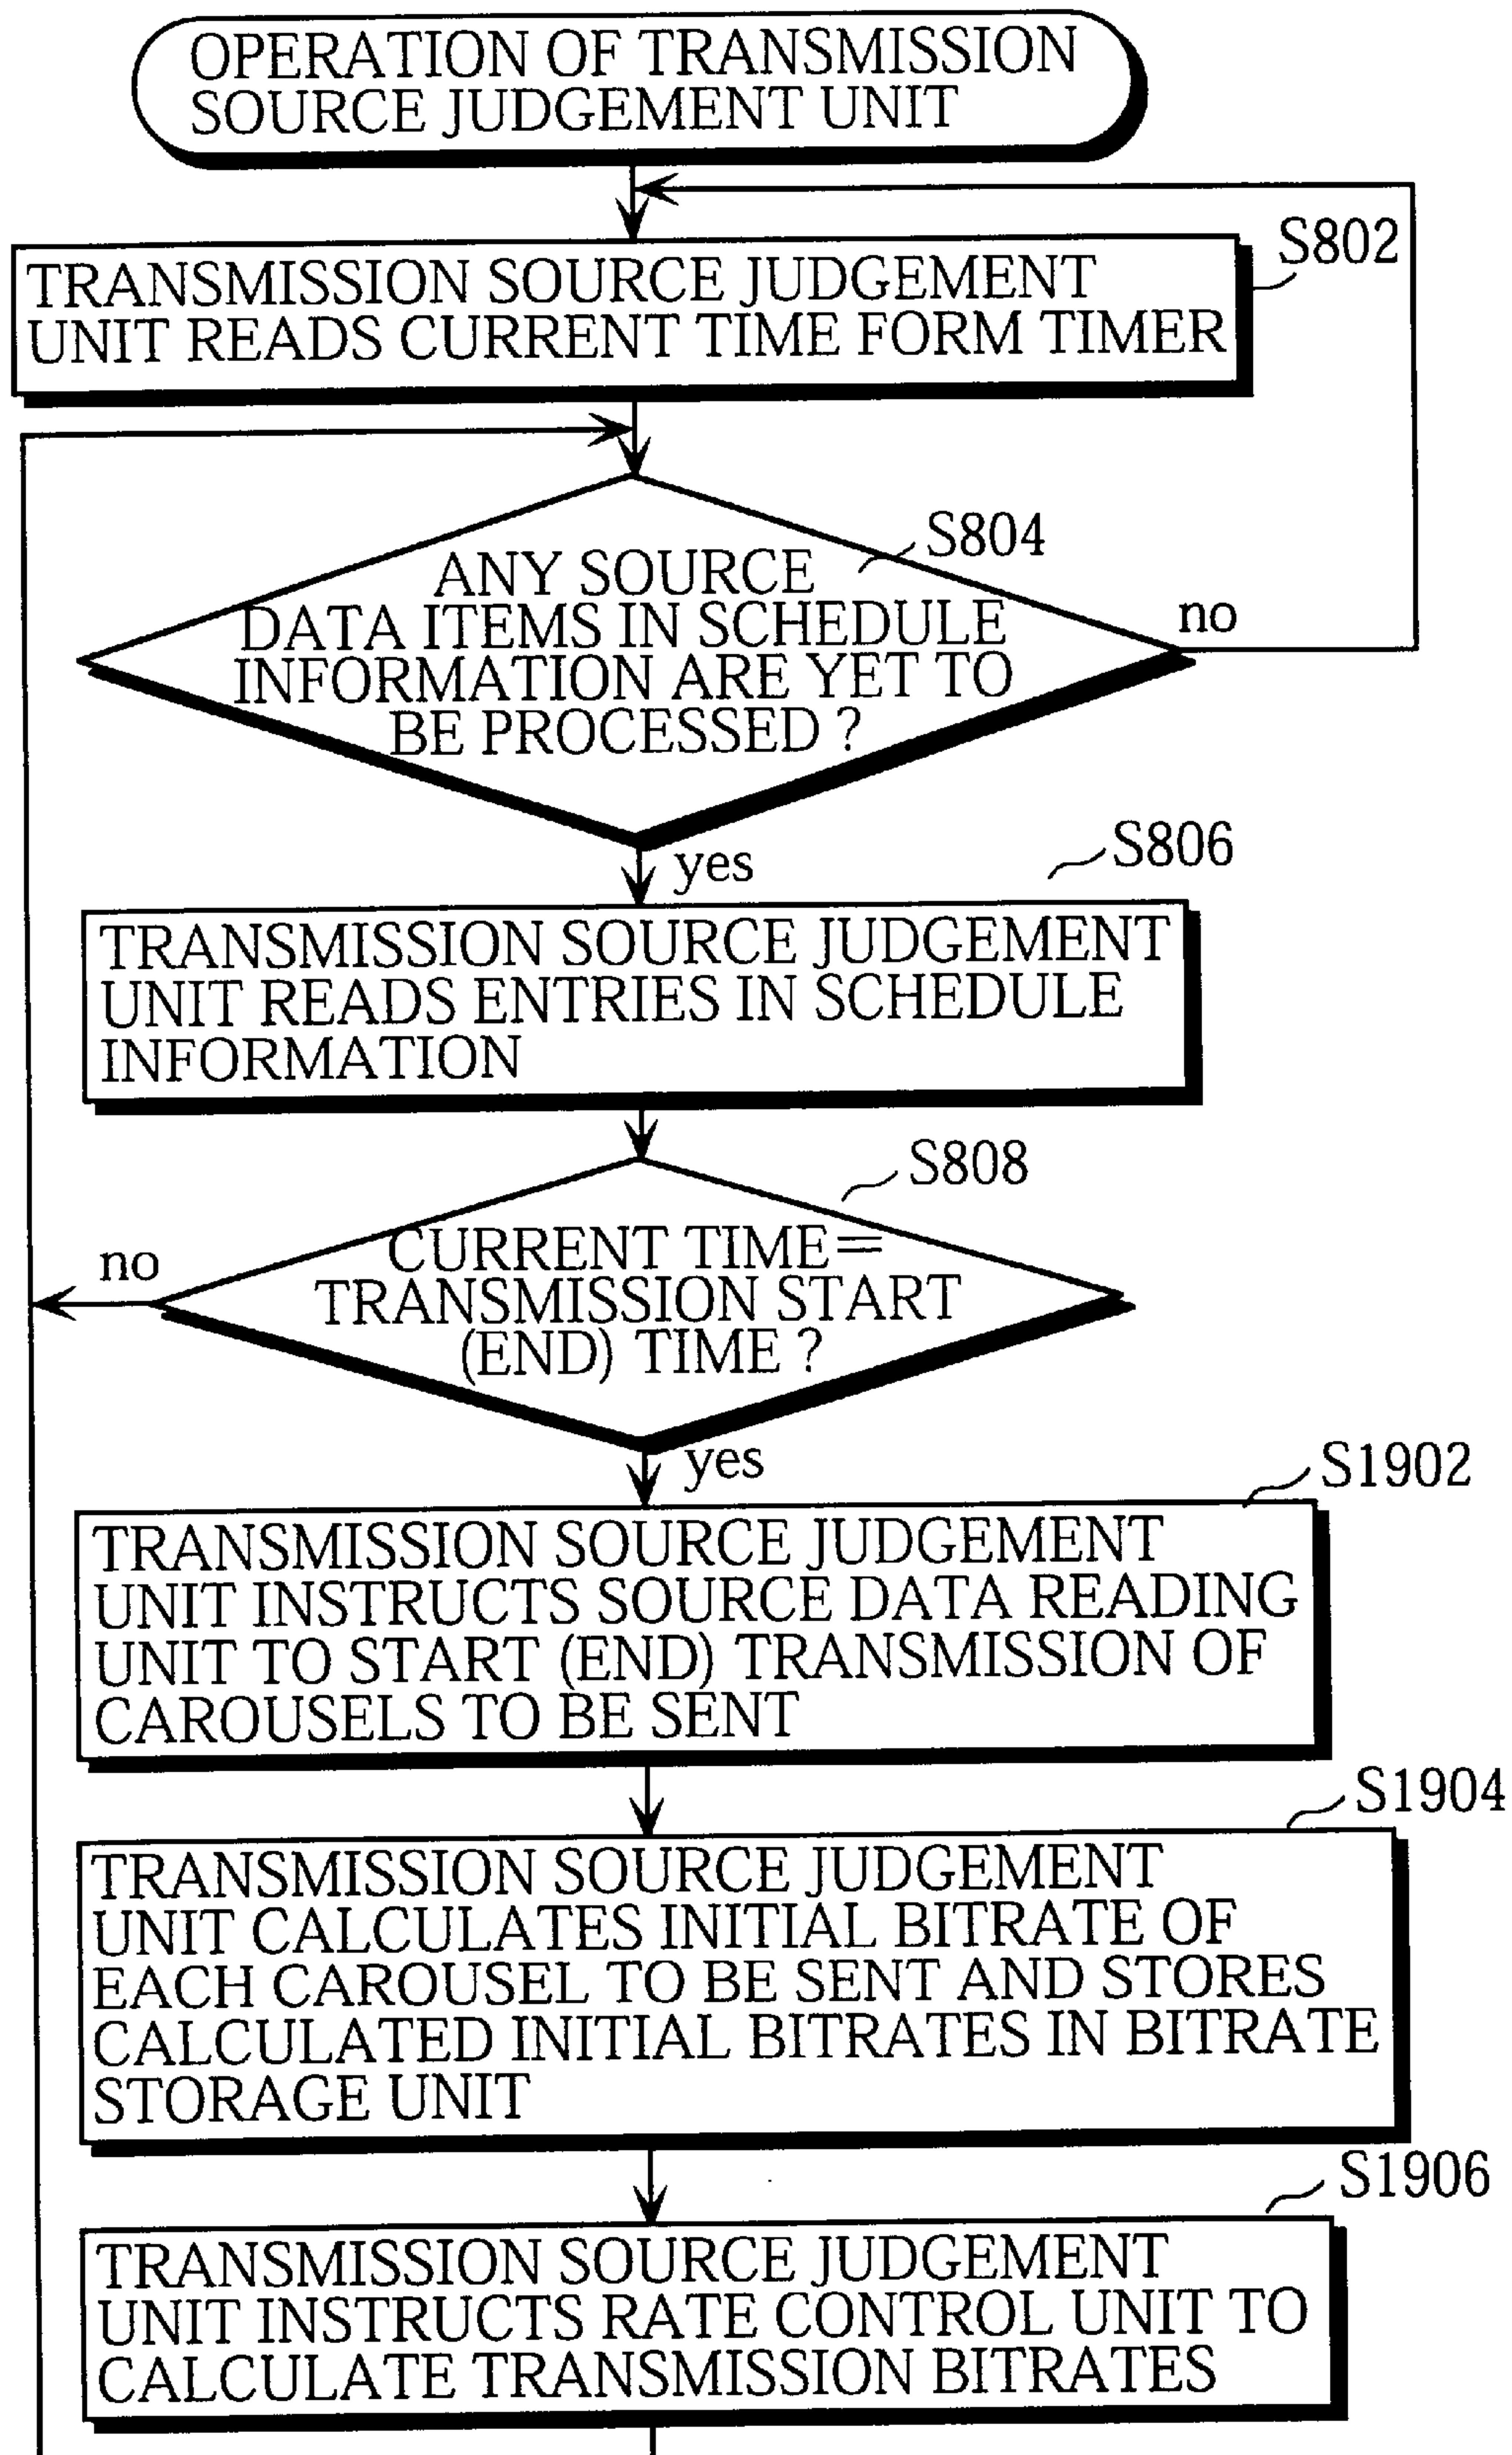 OPERATION OF TRANSMISSION
SOURCE JUDGEMENT UNIT
S802
TRANSMISSION SOURCE JUDGEMENT
UNIT READS CURRENT TIME FORM TIMER
S804
ANY SOURCE
DATA ITEMS IN SCHEDULE
INFORMATION ARE YET TO
BE PROCESSED ?
no
yes
S806
TRANSMISSION SOURCE JUDGEMENT
UNIT READS ENTRIES IN SCHEDULE
INFORMATION
S808
CURRENT TIME=
TRANSMISSION START
(END) TIME ?
no
yes
S1902
TRANSMISSION SOURCE JUDGEMENT
UNIT INSTRUCTS SOURCE DATA READING
UNIT TO START (END) TRANSMISSION OF
CAROUSELS TO BE SENT
S1904
TRANSMISSION SOURCE JUDGEMENT
UNIT CALCULATES INITIAL BITRATE OF
EACH CAROUSEL TO BE SENT AND STORES
CALCULATED INITIAL BITRATES IN BITRATE
STORAGE UNIT
S1906
TRANSMISSION SOURCE JUDGEMENT
UNIT INSTRUCTS RATE CONTROL UNIT TO
CALCULATE TRANSMISSION BITRATES